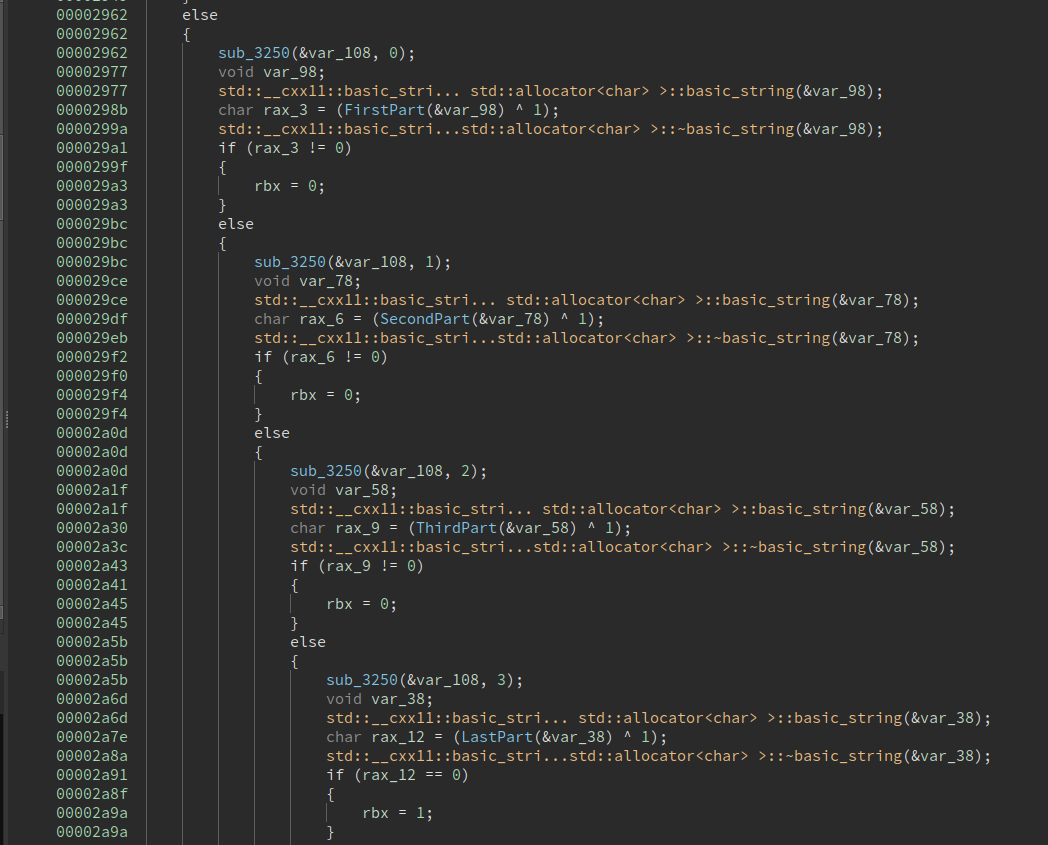 00002962 else
00002962 {
00002962 sub_3250(&var_108, 0);
00002977 void var_98;
00002977 std::__cxx11::basic_stri... std::allocator<char> >::basic_string(&var_98);
0000298b char rax_3 = (FirstPart(&var_98) ^ 1);
0000299a std::__cxx11::basic_stri...std::allocator<char> >::~basic_string(&var_98);
000029a1 if (rax_3 != 0)
0000299f {
000029a3 rbx = 0;
000029a3 }
000029bc else
000029bc {
000029bc sub_3250(&var_108, 1);
000029ce void var_78;
000029ce std::__cxx11::basic_stri... std::allocator<char> >::basic_string(&var_78);
000029df char rax_6 = (SecondPart(&var_78) ^ 1);
000029eb std::__cxx11::basic_stri...std::allocator<char> >::~basic_string(&var_78);
000029f2 if (rax_6 != 0)
000029f0 {
000029f4 rbx = 0;
000029f4 }
00002a0d else
00002a0d {
00002a0d sub_3250(&var_108, 2);
00002a1f void var_58;
00002a1f std::__cxx11::basic_stri... std::allocator<char> >::basic_string(&var_58);
00002a30 char rax_9 = (ThirdPart(&var_58) ^ 1);
00002a3c std::__cxx11::basic_stri...std::allocator<char> >::~basic_string(&var_58);
00002a43 if (rax_9 != 0)
00002a41 {
00002a45 rbx = 0;
00002a45 }
00002a5b else
00002a5b {
00002a5b sub_3250(&var_108, 3);
00002a6d void var_38;
00002a6d std::__cxx11::basic_stri... std::allocator<char> >::basic_string(&var_38);
00002a7e char rax_12 = (LastPart(&var_38) ^ 1);
00002a8a std::__cxx11::basic_stri...std::allocator<char> >::~basic_string(&var_38);
00002a91 if (rax_12 == 0)
00002a8f {
00002a9a rbx = 1;
00002a9a }